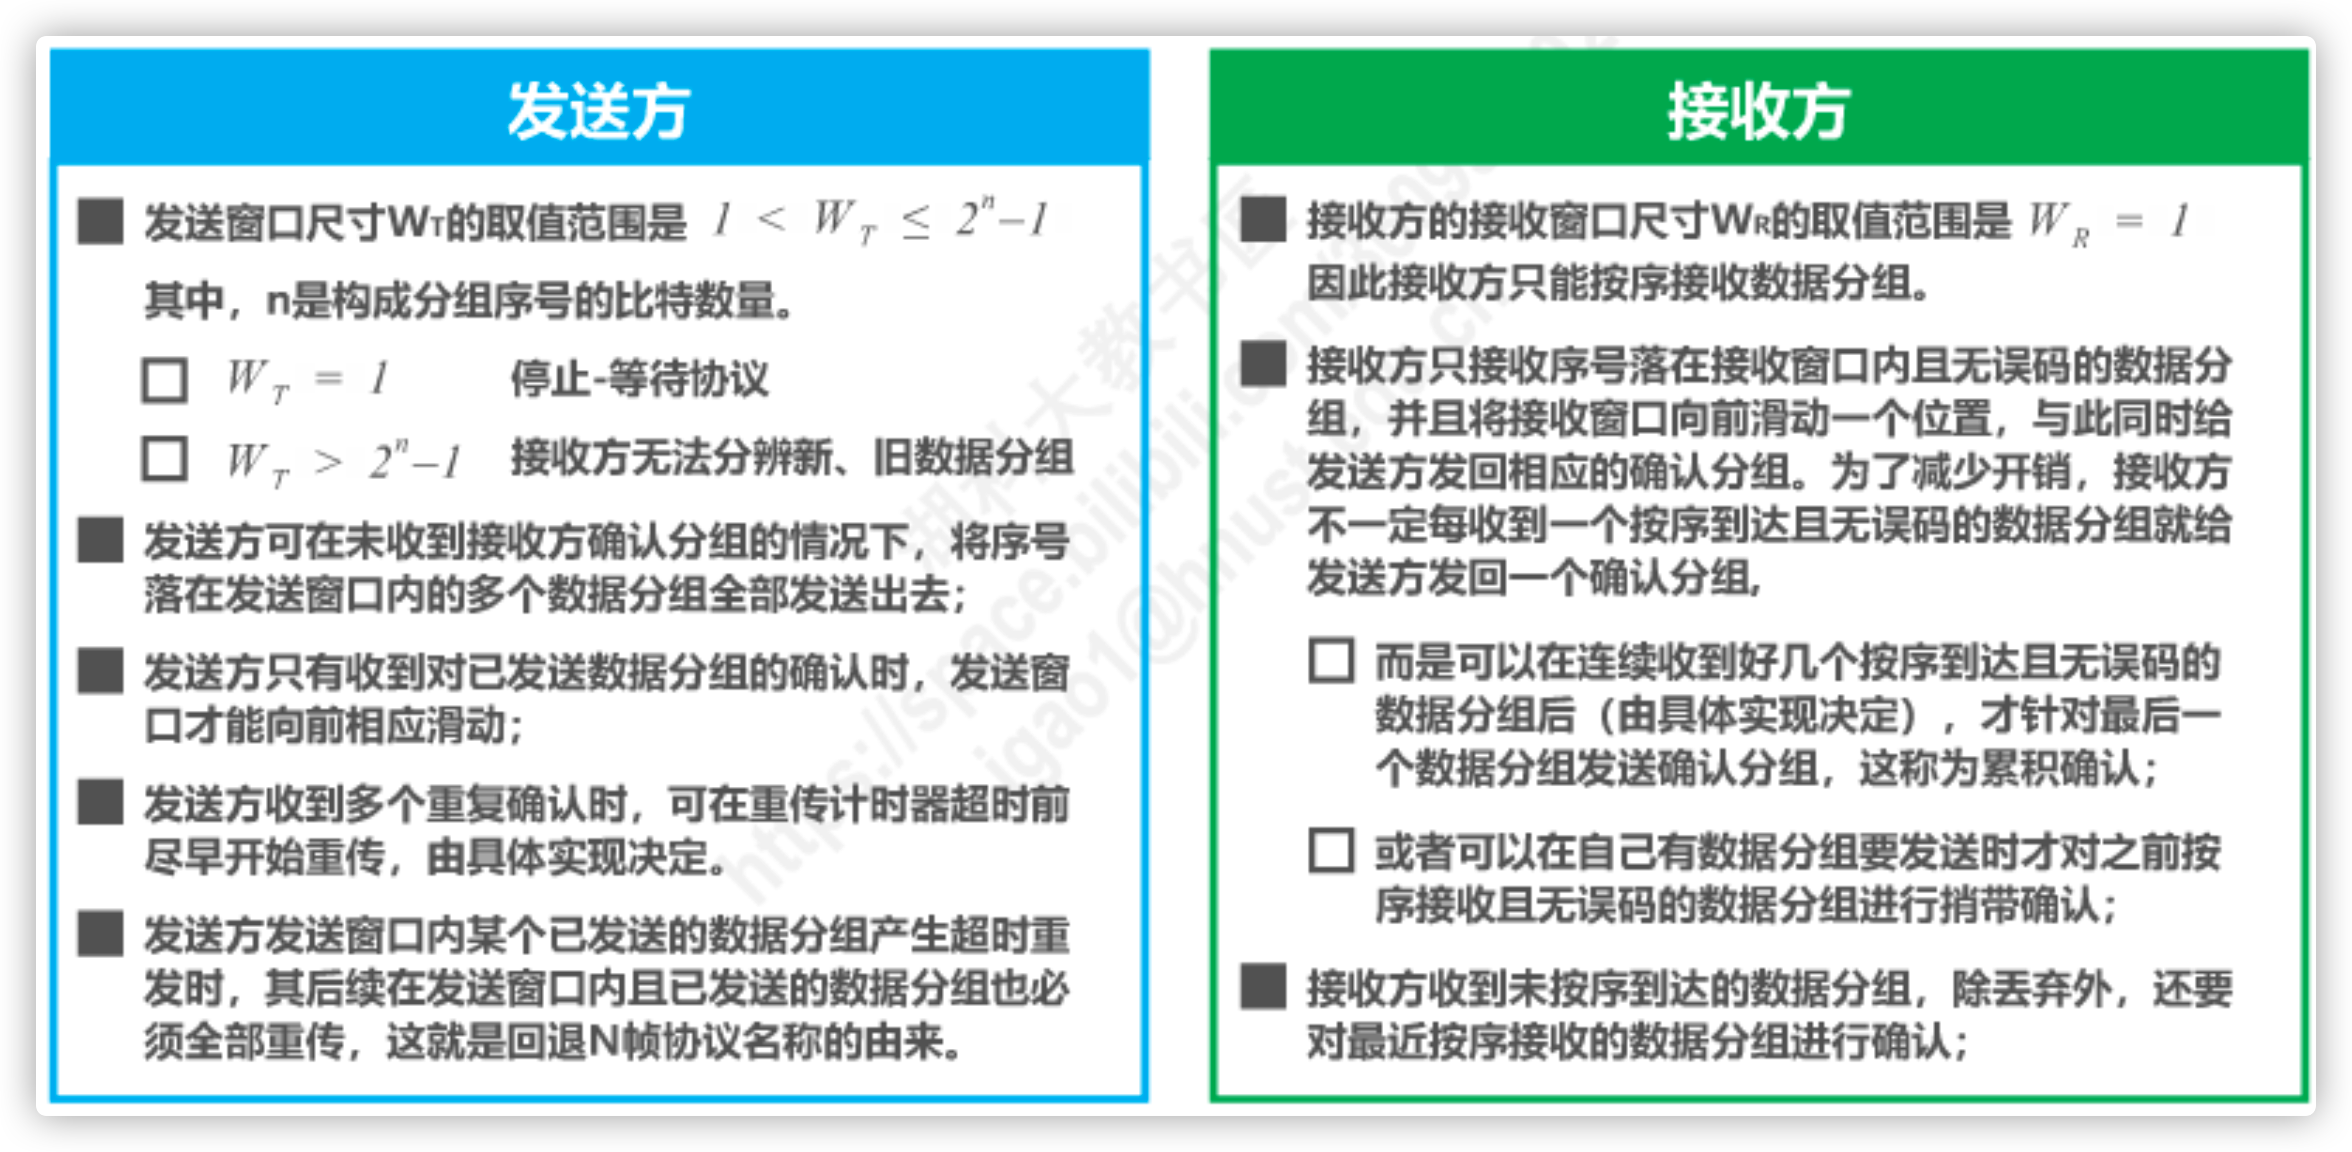 发送方
发送窗口尺寸WT的取值范围是 1 < W_T ≤ 2^n−1
其中，n是构成分组序号的比特数量。
W_T = 1 停止-等待协议
W_T > 2^n−1 接收方无法分辨新、旧数据分组
发送方可在未收到接收方确认分组的情况下，将序号
落在发送窗口内的多个数据分组全部发送出去；
发送方只有收到对已发送数据分组的确认时，发送窗
口才能向前相应滑动；
发送方收到多个重复确认时，可在重传计时器超时前
尽早开始重传，由具体实现决定。
发送方发送窗口内某个已发送的数据分组产生超时重
发时，其后续在发送窗口内且已发送的数据分组也必
须全部重传，这就是回退N帧协议名称的由来。
接收方
接收方的接收窗口尺寸WR的取值范围是 W_R = 1
因此接收方只能按序接收数据分组。
接收方只接收序号落在接收窗口内且无误码的数据分
组，并且将接收窗口向前滑动一个位置，与此同时给
发送方发回相应的确认分组。为了减少开销，接收方
不一定每收到一个按序到达且无误码的数据分组就给
发送方发回一个确认分组,
而是可以在连续收到好几个按序到达且无误码的
数据分组后（由具体实现决定），才针对最后一
个数据分组发送确认分组，这称为累积确认；
或者可以在自己有数据分组要发送时才对之前按
序接收且无误码的数据分组进行捎带确认；
接收方收到未按序到达的数据分组，除丢弃外，还要
对最近按序接收的数据分组进行确认；
湖科大教书匠
https://space.bilibili.com/